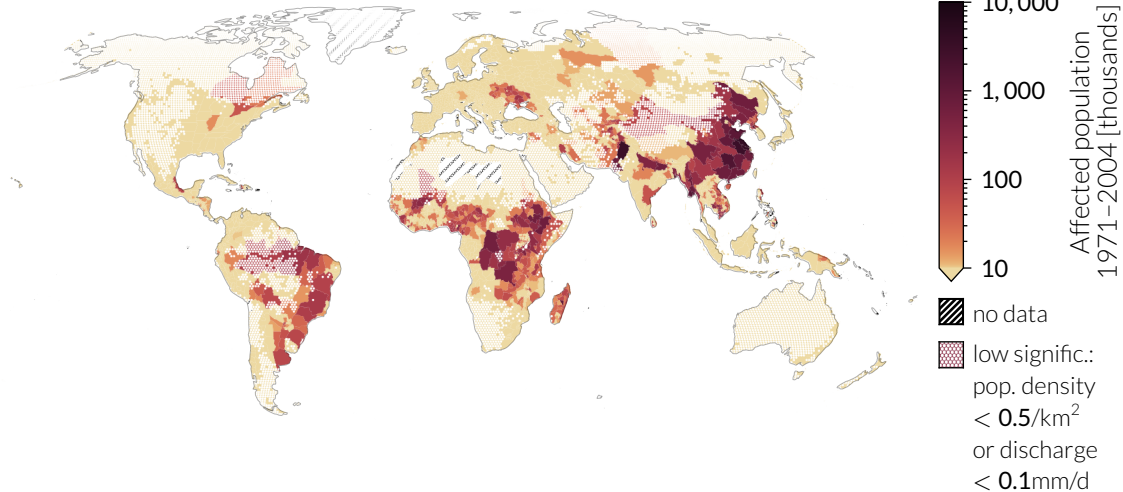 10,000
1,000
100
10
Affected population
1971–2004 [thousands]
no data
low signific.:
pop. density
< 0.5/km²
or discharge
< 0.1mm/d